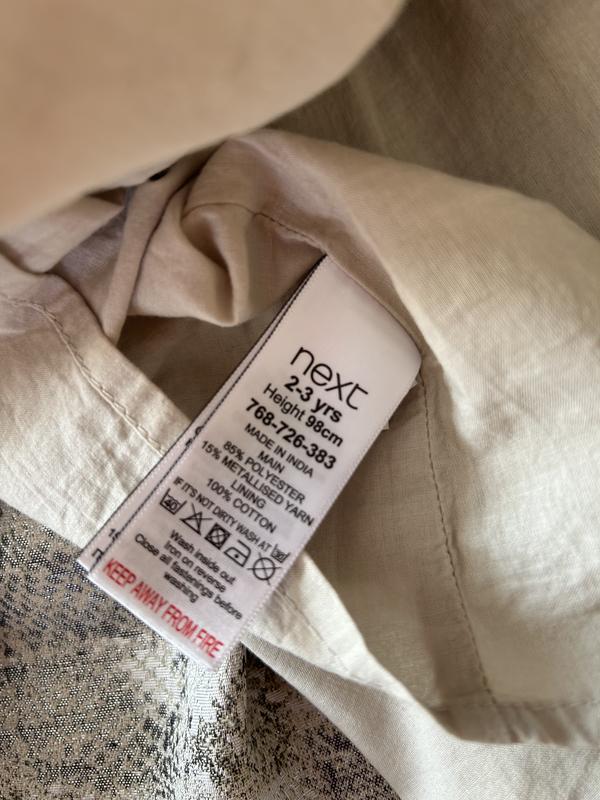 next
2-3 yrs
Height 98cm
768-726-383
MADE IN INDIA
MAIN
85% POLYESTER
15% METALLISED YARN
LINING
100% COTTON
IF IT'S NOT DIRTY WASH AT
Wash inside out
Iron on reverse
Close all fastenings before
washing
KEEP AWAY FROM FIRE